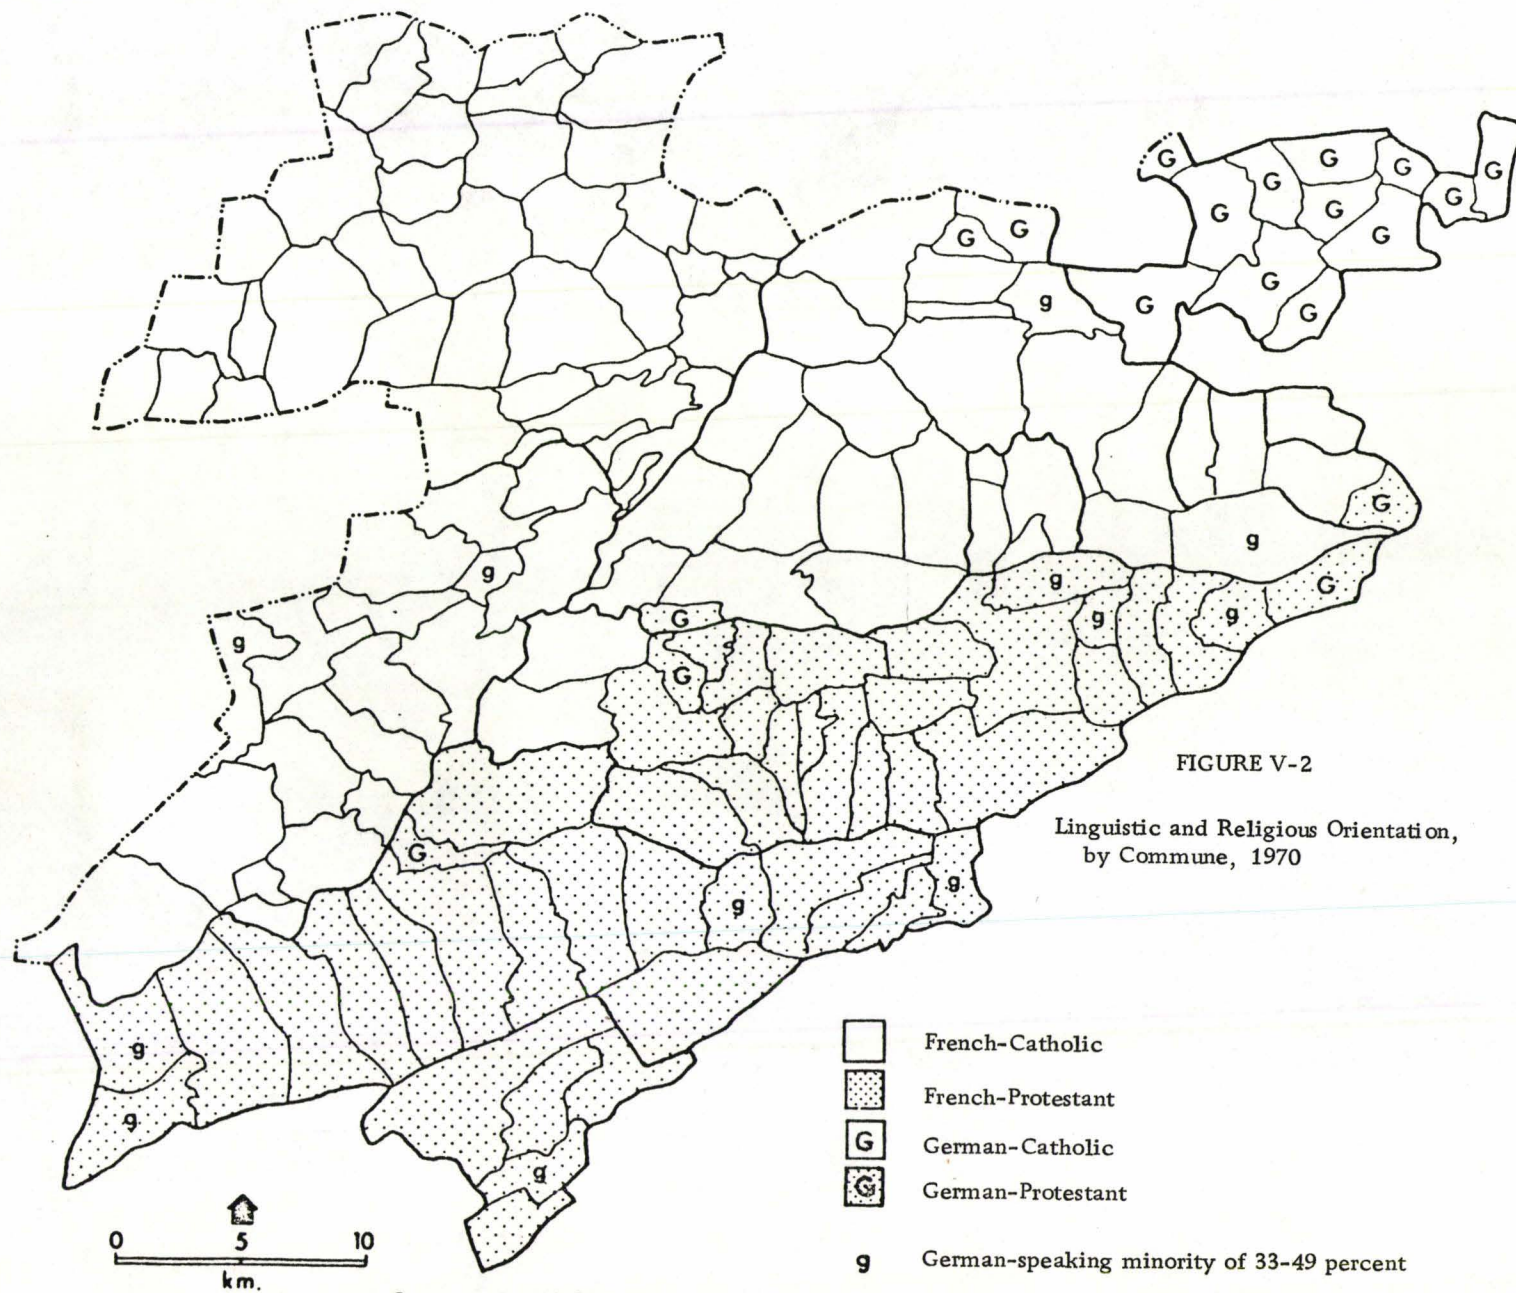 G
G
G
G
G
G
G
G
G
G
G
G
G
g
G
G
G
G
g
g
g
G
g
G
g
g
G
g
G
G
g
g
g
g
g
FIGURE V-2
Linguistic and Religious Orientation,
by Commune, 1970
French-Catholic
French-Protestant
G German-Catholic
G German-Protestant
g German-speaking minority of 33-49 percent
0 5 10
km.